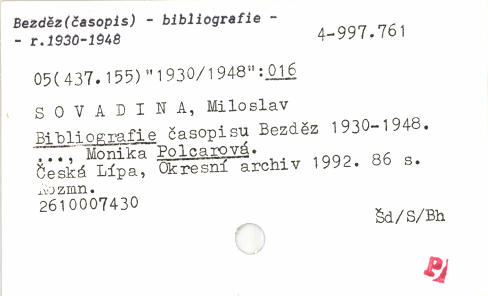 Bezděz(časopis) - bibliografie -
- r.1930-1948
4-997.761
05(437.155)"1930/1948":016
S O V A D I N A, Miloslav
Bibliografie časopisu Bezděz 1930-1948.
..., Monika Polcarová.
Česká Lípa, Okresní archiv 1992. 86 s.
Rozmn.
2610007430
Šd/S/Bh
P